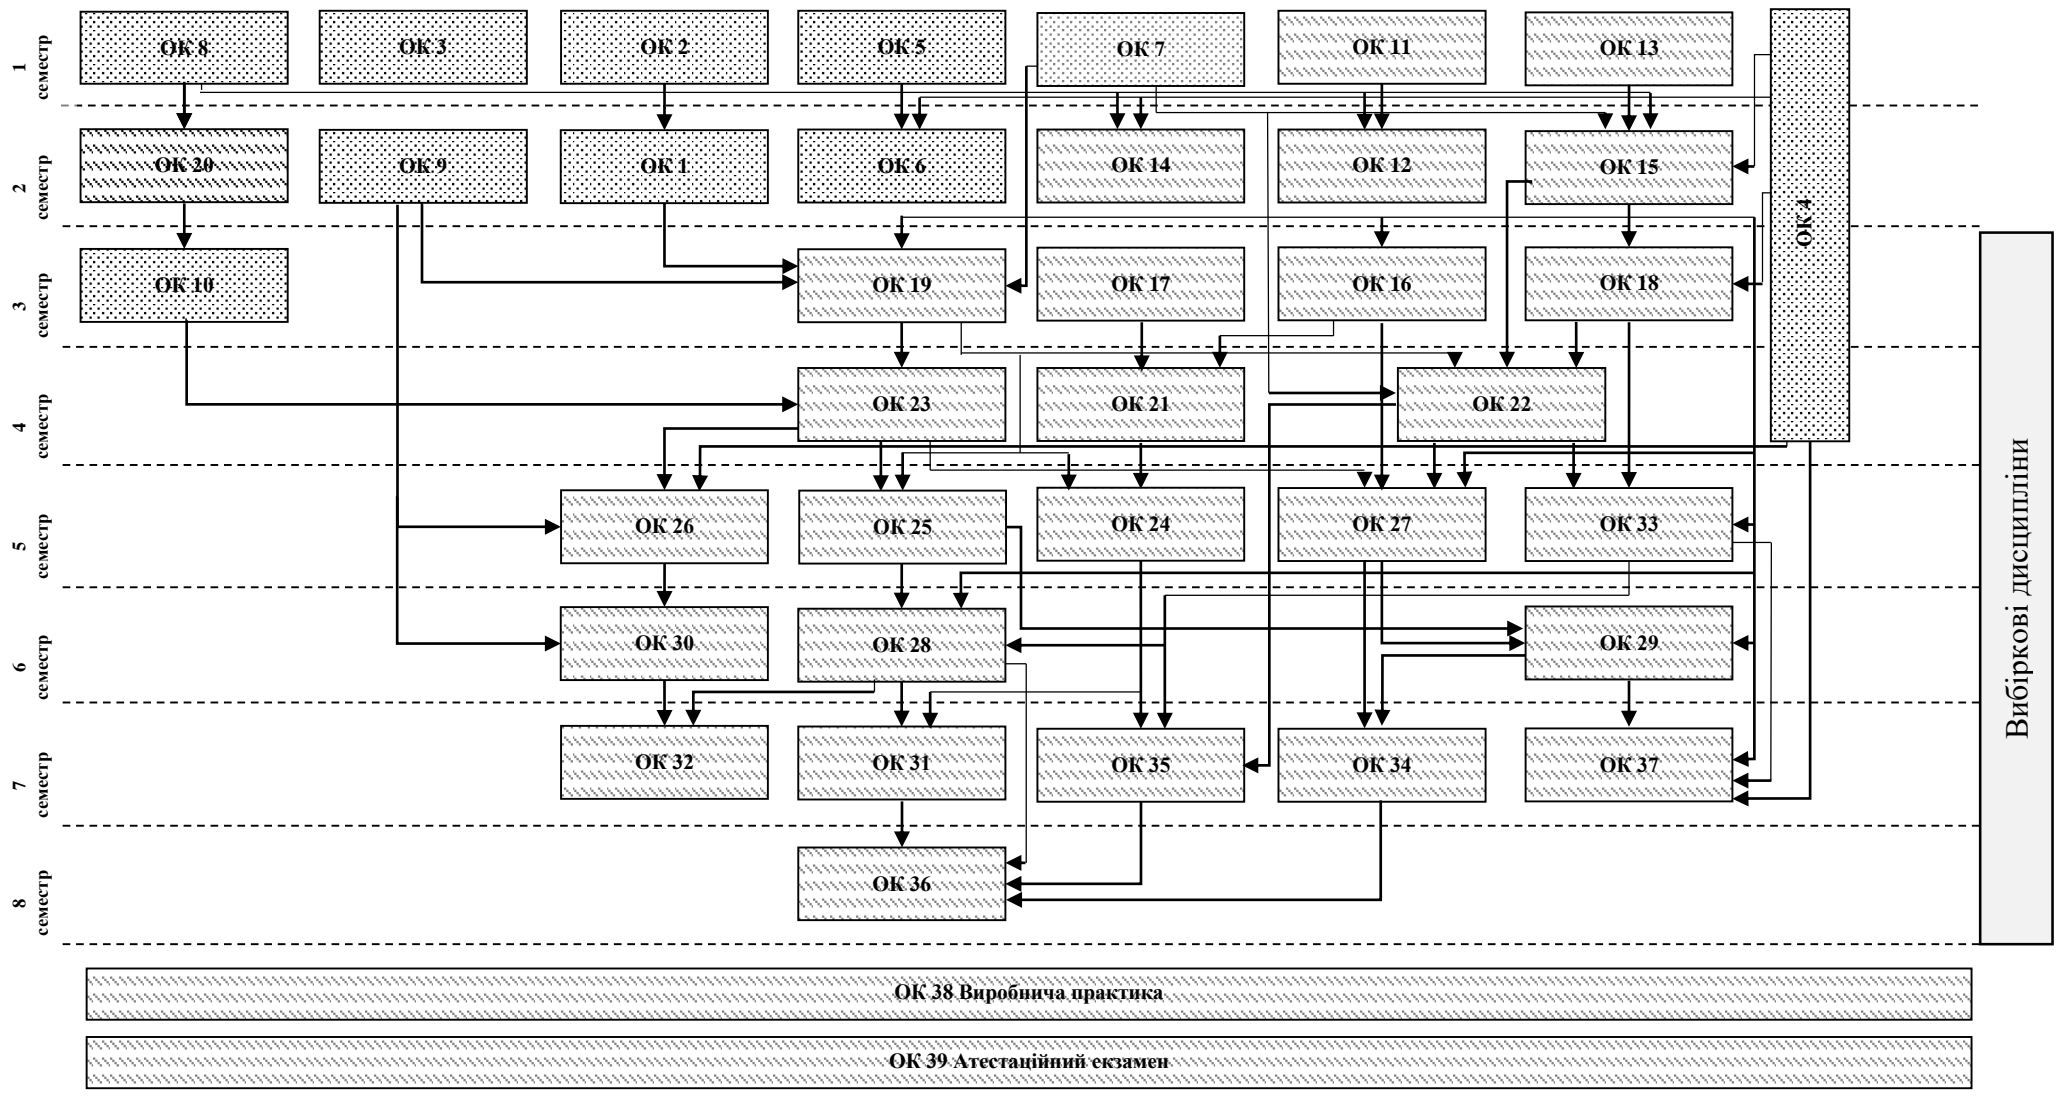 1
семестр
ОК 8
ОК 3
ОК 2
ОК 5
ОК 7
ОК 11
ОК 13
ОК 4
2
семестр
ОК 20
ОК 9
ОК 1
ОК 6
ОК 14
ОК 12
ОК 15
3
семестр
ОК 10
ОК 19
ОК 17
ОК 16
ОК 18
4
семестр
ОК 23
ОК 21
ОК 22
5
семестр
ОК 26
ОК 25
ОК 24
ОК 27
ОК 33
6
семестр
ОК 30
ОК 28
ОК 29
7
семестр
ОК 32
ОК 31
ОК 35
ОК 34
ОК 37
8
семестр
ОК 36
Вибіркові дисципліни
ОК 38 Виробнича практика
ОК 39 Атестаційний екзамен